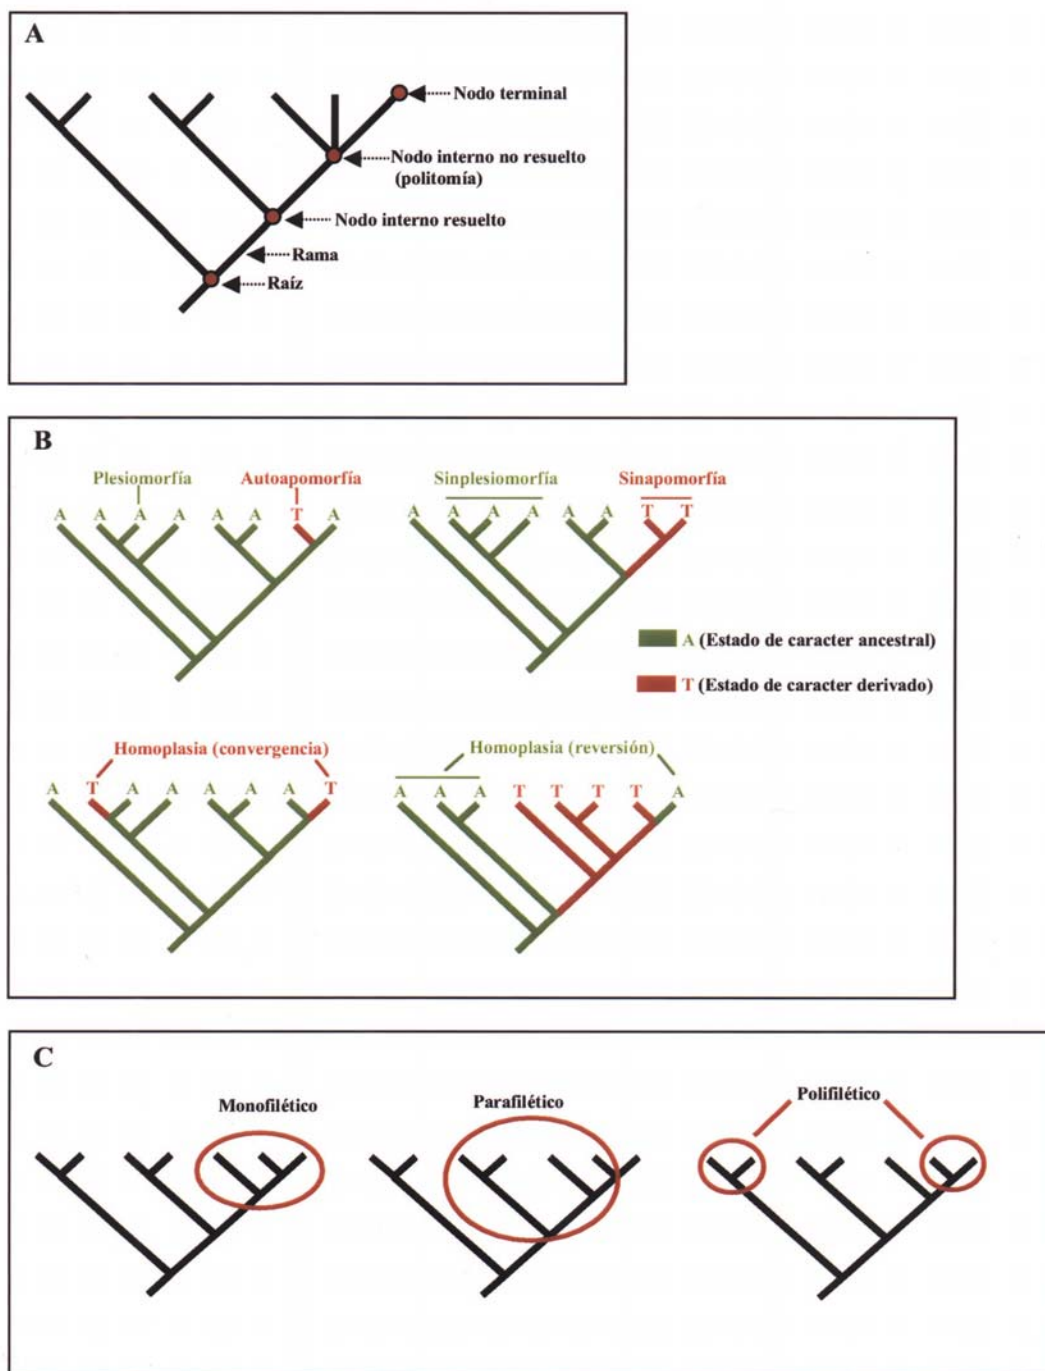 A
Nodo terminal
Nodo interno no resuelto
(politomía)
Nodo interno resuelto
Rama
Raíz
B
Plesiomorfía Autoapomorfía Sinplesiomorfía Sinapomorfía
A A A A A A T A A A A A A A T T
A (Estado de caracter ancestral)
T (Estado de caracter derivado)
Homoplasia (convergencia) Homoplasia (reversión)
A T A A A A A T A A A T T T T A
C
Monofilético Parafilético Polifilético